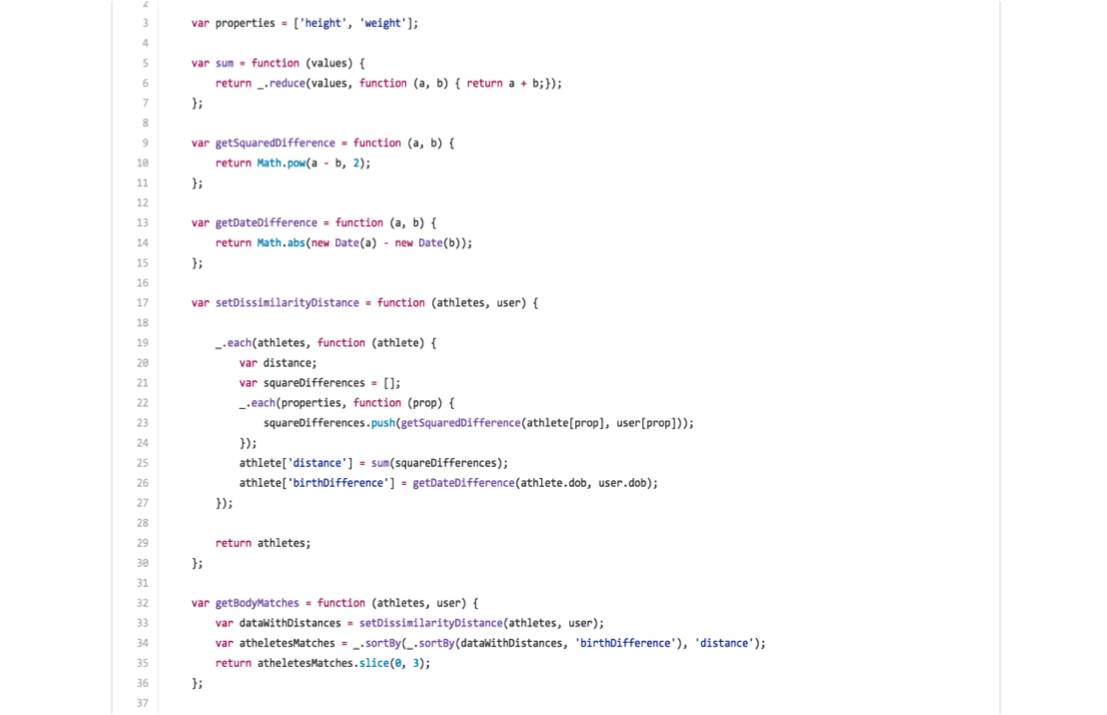 2
3 var properties = ['height', 'weight'];
4
5 var sum = function (values) {
6 return _.reduce(values, function (a, b) { return a + b;});
7 };
8
9 var getSquaredDifference = function (a, b) {
10 return Math.pow(a - b, 2);
11 };
12
13 var getDateDifference = function (a, b) {
14 return Math.abs(new Date(a) - new Date(b));
15 };
16
17 var setDissimilarityDistance = function (athletes, user) {
18
19 _.each(athletes, function (athlete) {
20 var distance;
21 var squareDifferences = [];
22 _.each(properties, function (prop) {
23 squareDifferences.push(getSquaredDifference(athlete[prop], user[prop]));
24 });
25 athlete['distance'] = sum(squareDifferences);
26 athlete['birthDifference'] = getDateDifference(athlete.dob, user.dob);
27 });
28
29 return athletes;
30 };
31
32 var getBodyMatches = function (athletes, user) {
33 var dataWithDistances = setDissimilarityDistance(athletes, user);
34 var atheletesMatches = _.sortBy(_.sortBy(dataWithDistances, 'birthDifference'), 'distance');
35 return atheletesMatches.slice(0, 3);
36 };
37